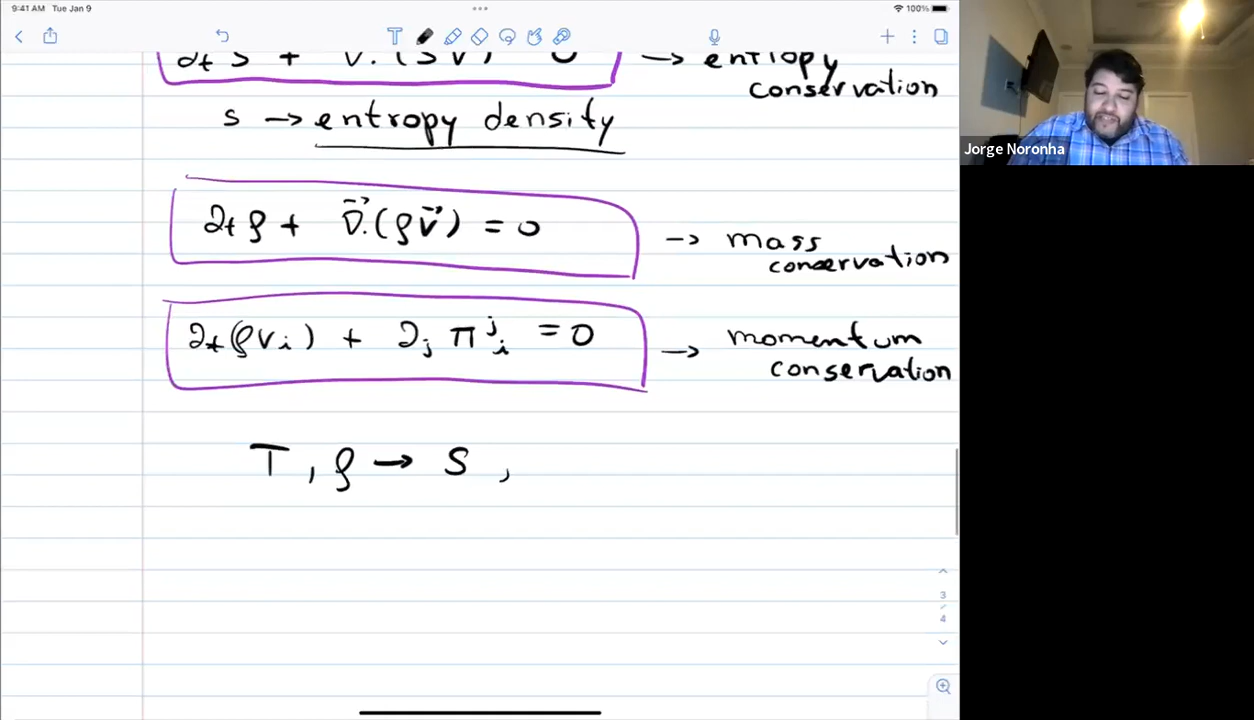 9:41 AM Tue Jan 9
100%
∂t s + ∇⃗.(s v⃗) = 0 → entropy
conservation
s → entropy density
∂t ρ + ∇⃗.(ρv⃗) = 0 → mass
conservation
∂t(ρvᵢ) + ∂ⱼ πʲᵢ = 0 → momentum
conservation
T, ρ → s,
Jorge Noronha
3
/
4